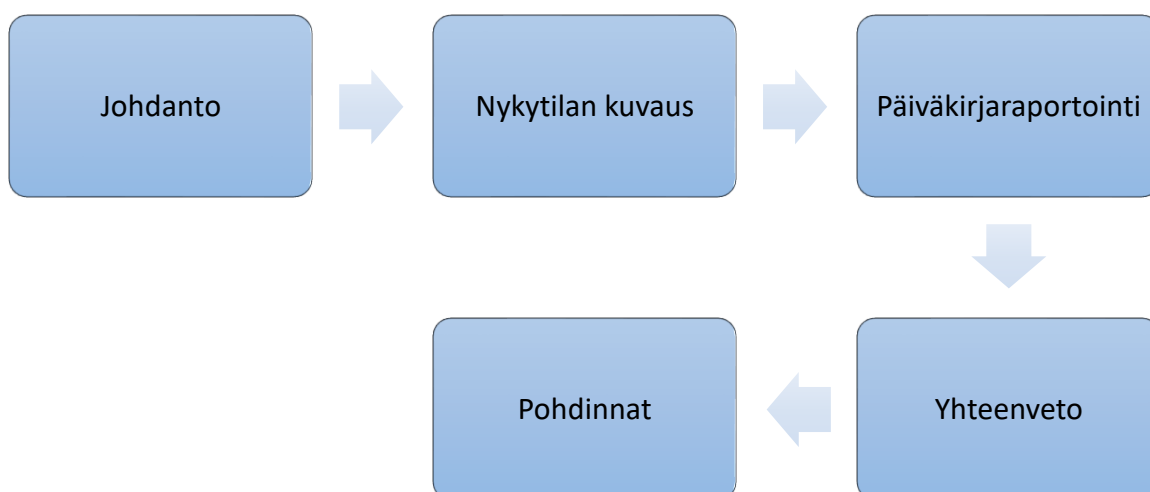 Johdanto
Nykytilan kuvaus
Päiväkirjaraportointi
Yhteenveto
Pohdinnat